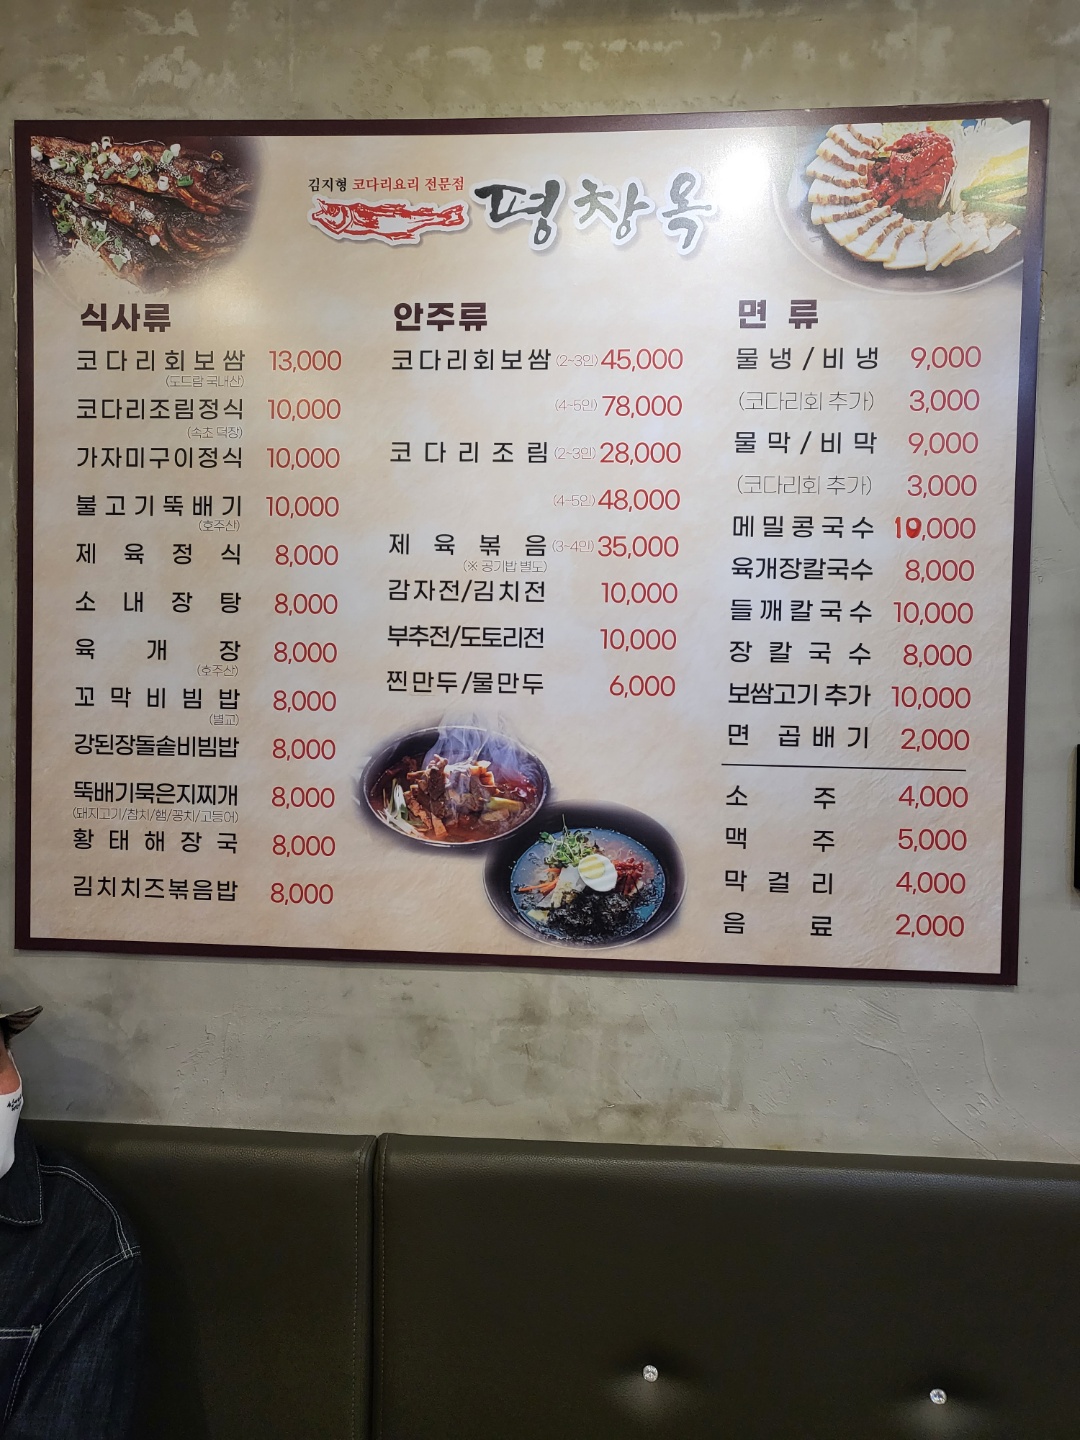 김지형 코다리요리 전문점
평창옥
식사류
코다리회보쌈 13,000
(도드람 국내산)
코다리조림정식 10,000
(속초 덕장)
가자미구이정식 10,000
불고기뚝배기 10,000
(호주산)
제육정식 8,000
소내장탕 8,000
육개장 8,000
(호주산)
꼬막비빔밥 8,000
(벌교)
강된장돌솥비빔밥 8,000
뚝배기묵은지찌개 8,000
(돼지고기/참치/햄/꽁치/고등어)
황태해장국 8,000
김치치즈볶음밥 8,000
안주류
코다리회보쌈 (2~3인) 45,000
(4~5인) 78,000
코다리조림 (2~3인) 28,000
(4~5인) 48,000
제육볶음 (3~4인) 35,000
(※ 공기밥 별도)
감자전/김치전 10,000
부추전/도토리전 10,000
찐만두/물만두 6,000
면류
물냉/비냉 9,000
(코다리회 추가) 3,000
물막/비막 9,000
(코다리회 추가) 3,000
메밀콩국수 10,000
육개장칼국수 8,000
들깨칼국수 10,000
장칼국수 8,000
보쌈고기 추가 10,000
면 곱배기 2,000
소주 4,000
맥주 5,000
막걸리 4,000
음료 2,000